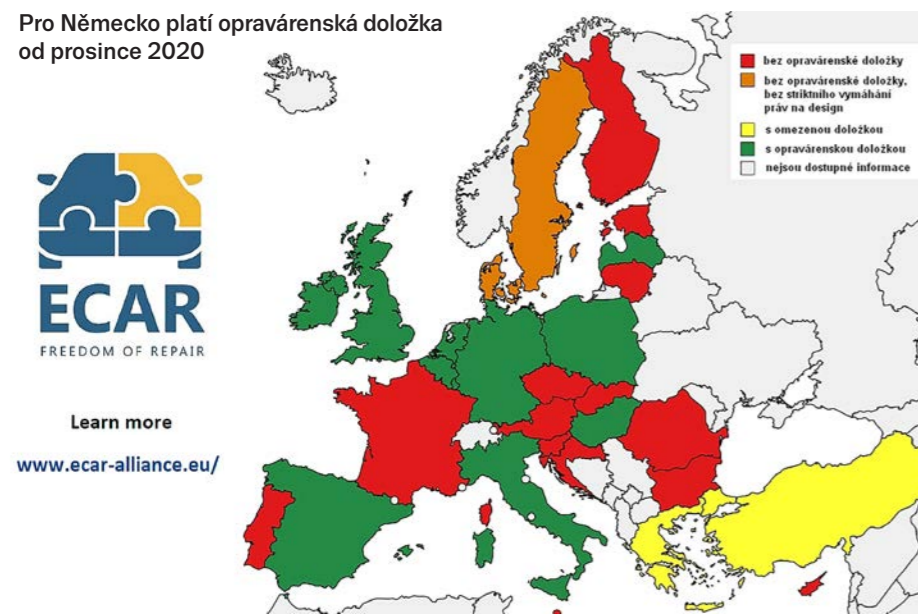 Pro Německo platí opravárenská doložka
od prosince 2020
bez opravárenské doložky
bez opravárenské doložky,
bez striktního vymáhání
práv na design
s omezenou doložkou
s opravárenskou doložkou
nejsou dostupné informace
ECAR
FREEDOM OF REPAIR
Learn more
www.ecar-alliance.eu/